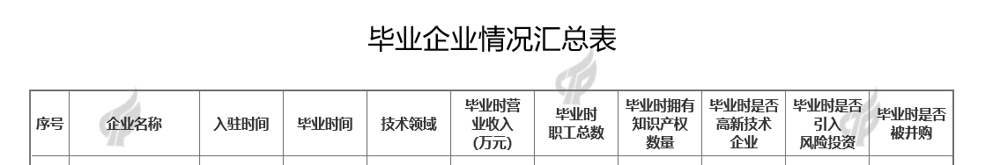 毕业企业情况汇总表
序号
企业名称
入驻时间
毕业时间
技术领域
毕业时营
业收入
(万元)
毕业时
职工总数
毕业时拥有
知识产权
数量
毕业时是否
高新技术
企业
毕业时是否
引入
风险投资
毕业时是否
被并购